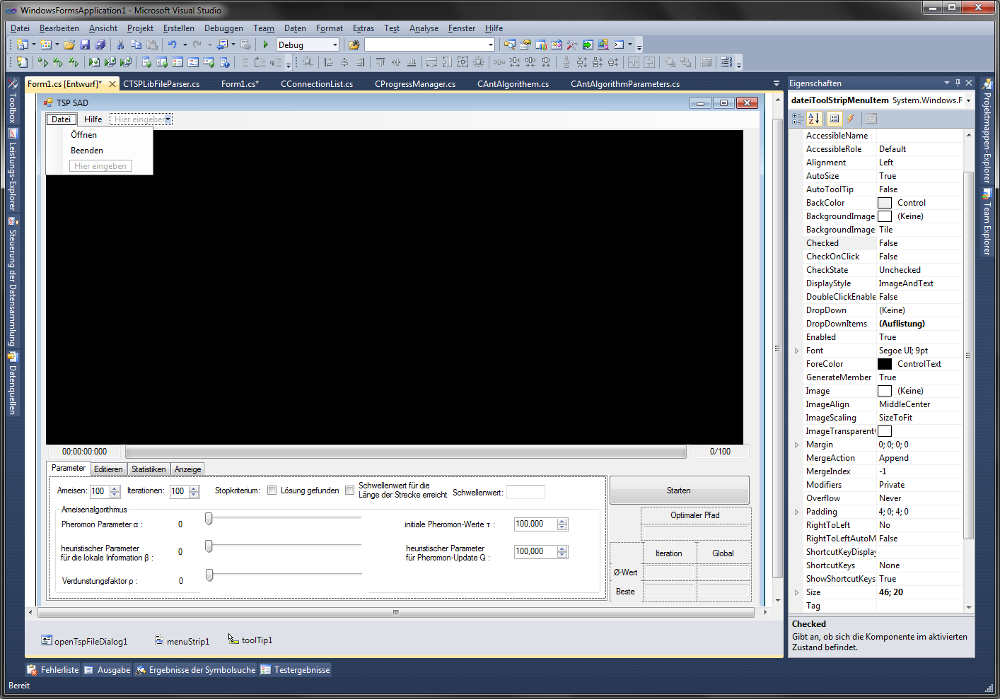 WindowsFormsApplication1 - Microsoft Visual Studio
Datei Bearbeiten Ansicht Projekt Erstellen Debuggen Team Daten Format Extras Test Analyse Fenster Hilfe
Debug
Form1.cs [Entwurf]* CTSPLibFileParser.cs Form1.cs* CConnectionList.cs CProgressManager.cs CAntAlgorithem.cs CAntAlgorithmParameters.cs
Toolbox
Leistungs-Explorer
Steuerung der Datensammlung
Datenquellen
TSP SAD
Datei Hilfe Hier eingeben
Öffnen
Beenden
Hier eingeben
00:00:00:000 0/100
Parameter Editieren Statistiken Anzeige
Ameisen: 100 Iterationen: 100 Stopkriterium: Lösung gefunden Schwellenwert für die
Länge der Strecke erreicht Schwellenwert:
Ameisenalgorithmus
Pheromon Parameter α : 0 initiale Pheromon-Werte τ : 100,000
heuristischer Parameter
für die lokale Information β : 0
heuristischer Parameter
für Pheromon-Update Q : 100,000
Verdunstungsfaktor ρ : 0
Starten
Optimaler Pfad
Iteration Global
Ø-Wert
Beste
openTspFileDialog1 menuStrip1 toolTip1
Eigenschaften
dateiToolStripMenuItem System.Windows.F
AccessibleName
AccessibleRole Default
Alignment Left
AutoSize True
AutoToolTip False
BackColor Control
BackgroundImage (Keine)
BackgroundImage Tile
Checked False
CheckOnClick False
CheckState Unchecked
DisplayStyle ImageAndText
DoubleClickEnable False
DropDown (Keine)
DropDownItems (Auflistung)
Enabled True
Font Segoe UI; 9pt
ForeColor ControlText
GenerateMember True
Image (Keine)
ImageAlign MiddleCenter
ImageScaling SizeToFit
ImageTransparent
Margin 0; 0; 0; 0
MergeAction Append
MergeIndex -1
Modifiers Private
Overflow Never
Padding 4; 0; 4; 0
RightToLeft No
RightToLeftAutoM False
ShortcutKeyDisplay
ShortcutKeys None
ShowShortcutKeys True
Size 46; 20
Tag
Checked
Gibt an, ob sich die Komponente im aktivierten
Zustand befindet.
Projektmappen-Explorer
Team Explorer
Fehlerliste Ausgabe Ergebnisse der Symbolsuche Testergebnisse
Bereit